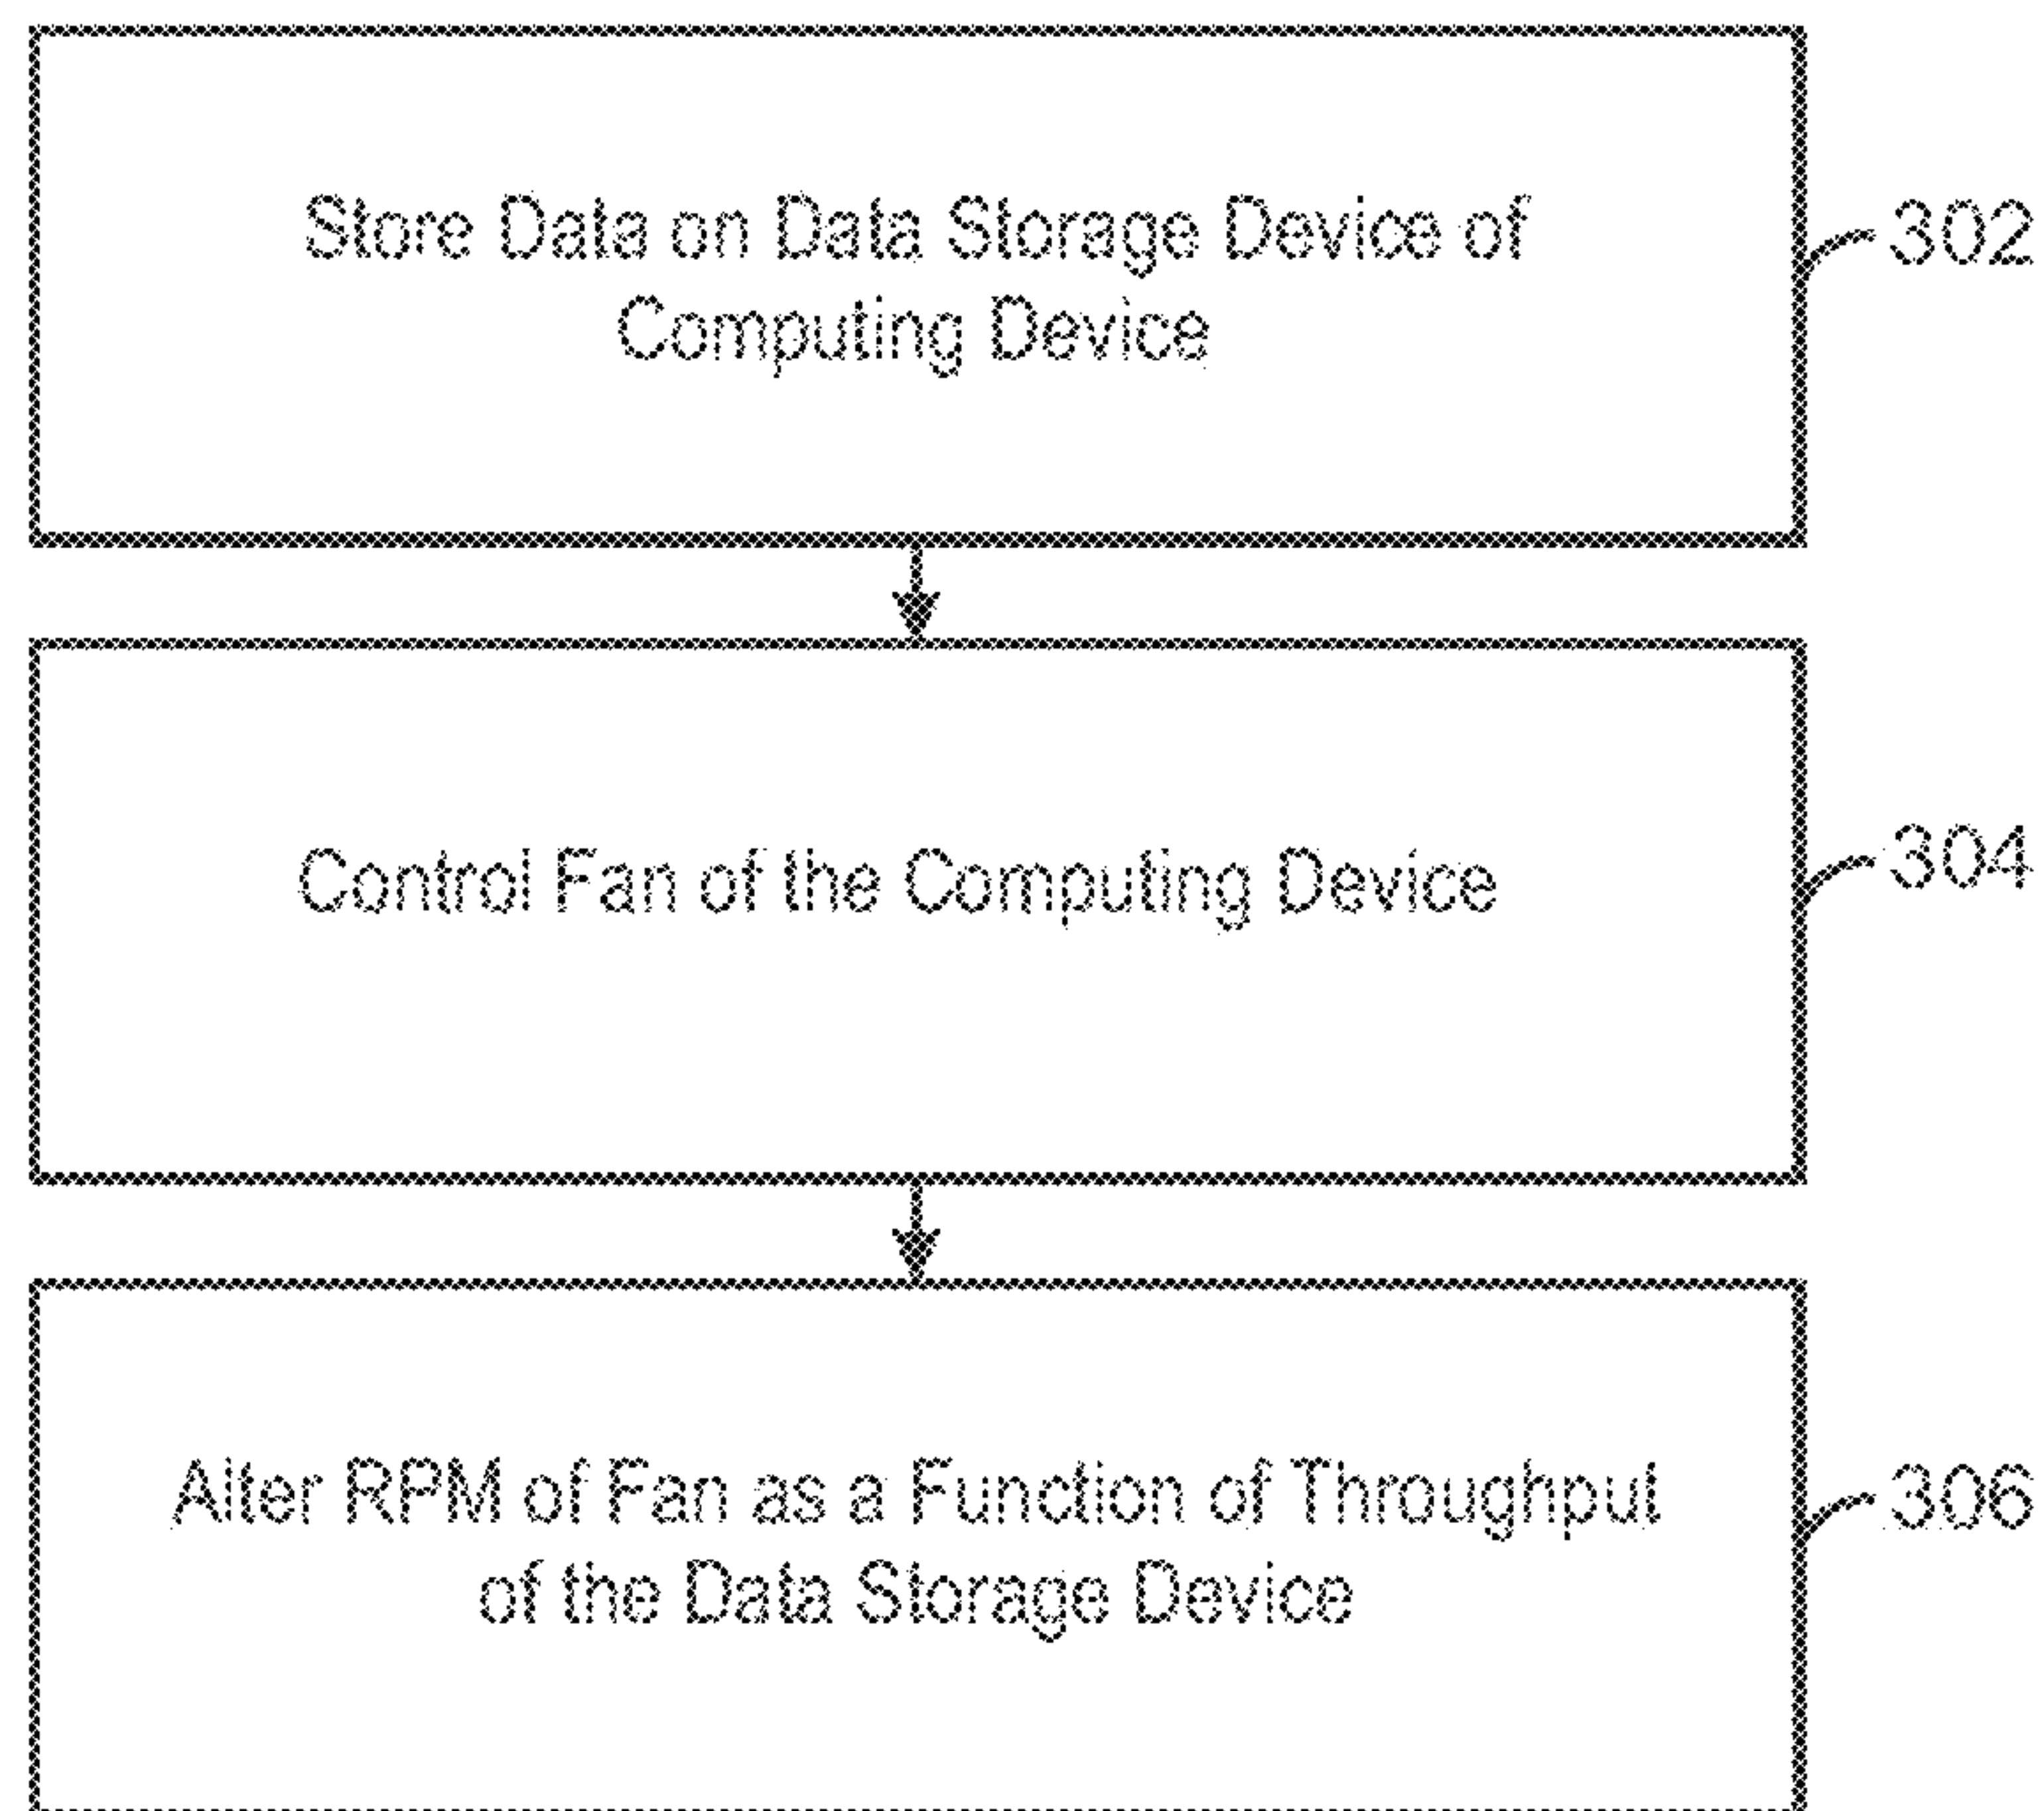 Store Data on Data Storage Device of
Computing Device
302
Control Fan of the Computing Device
304
Alter RPM of Fan as a Function of Throughput
of the Data Storage Device
306